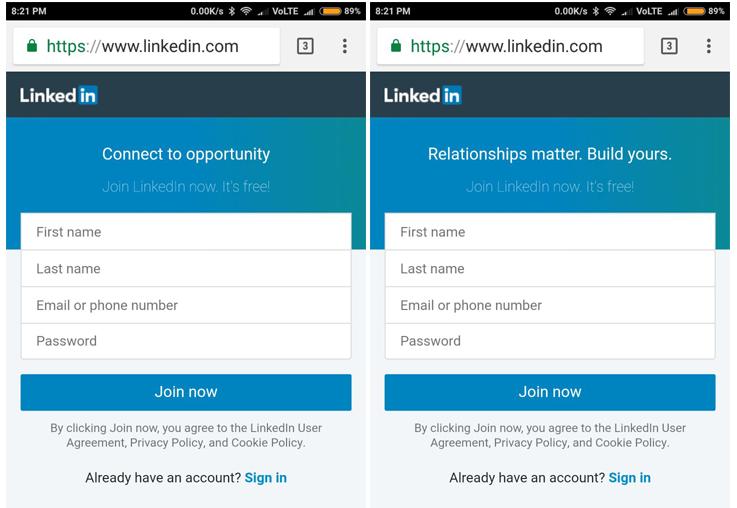 8:21 PM 0.00K/s VoLTE 89%
https://www.linkedin.com 3
Linked in
Connect to opportunity
Join LinkedIn now. It's free!
First name
Last name
Email or phone number
Password
Join now
By clicking Join now, you agree to the LinkedIn User
Agreement, Privacy Policy, and Cookie Policy.
Already have an account? Sign in
8:21 PM 0.00K/s VoLTE 89%
https://www.linkedin.com 3
Linked in
Relationships matter. Build yours.
Join LinkedIn now. It's free!
First name
Last name
Email or phone number
Password
Join now
By clicking Join now, you agree to the LinkedIn User
Agreement, Privacy Policy, and Cookie Policy.
Already have an account? Sign in